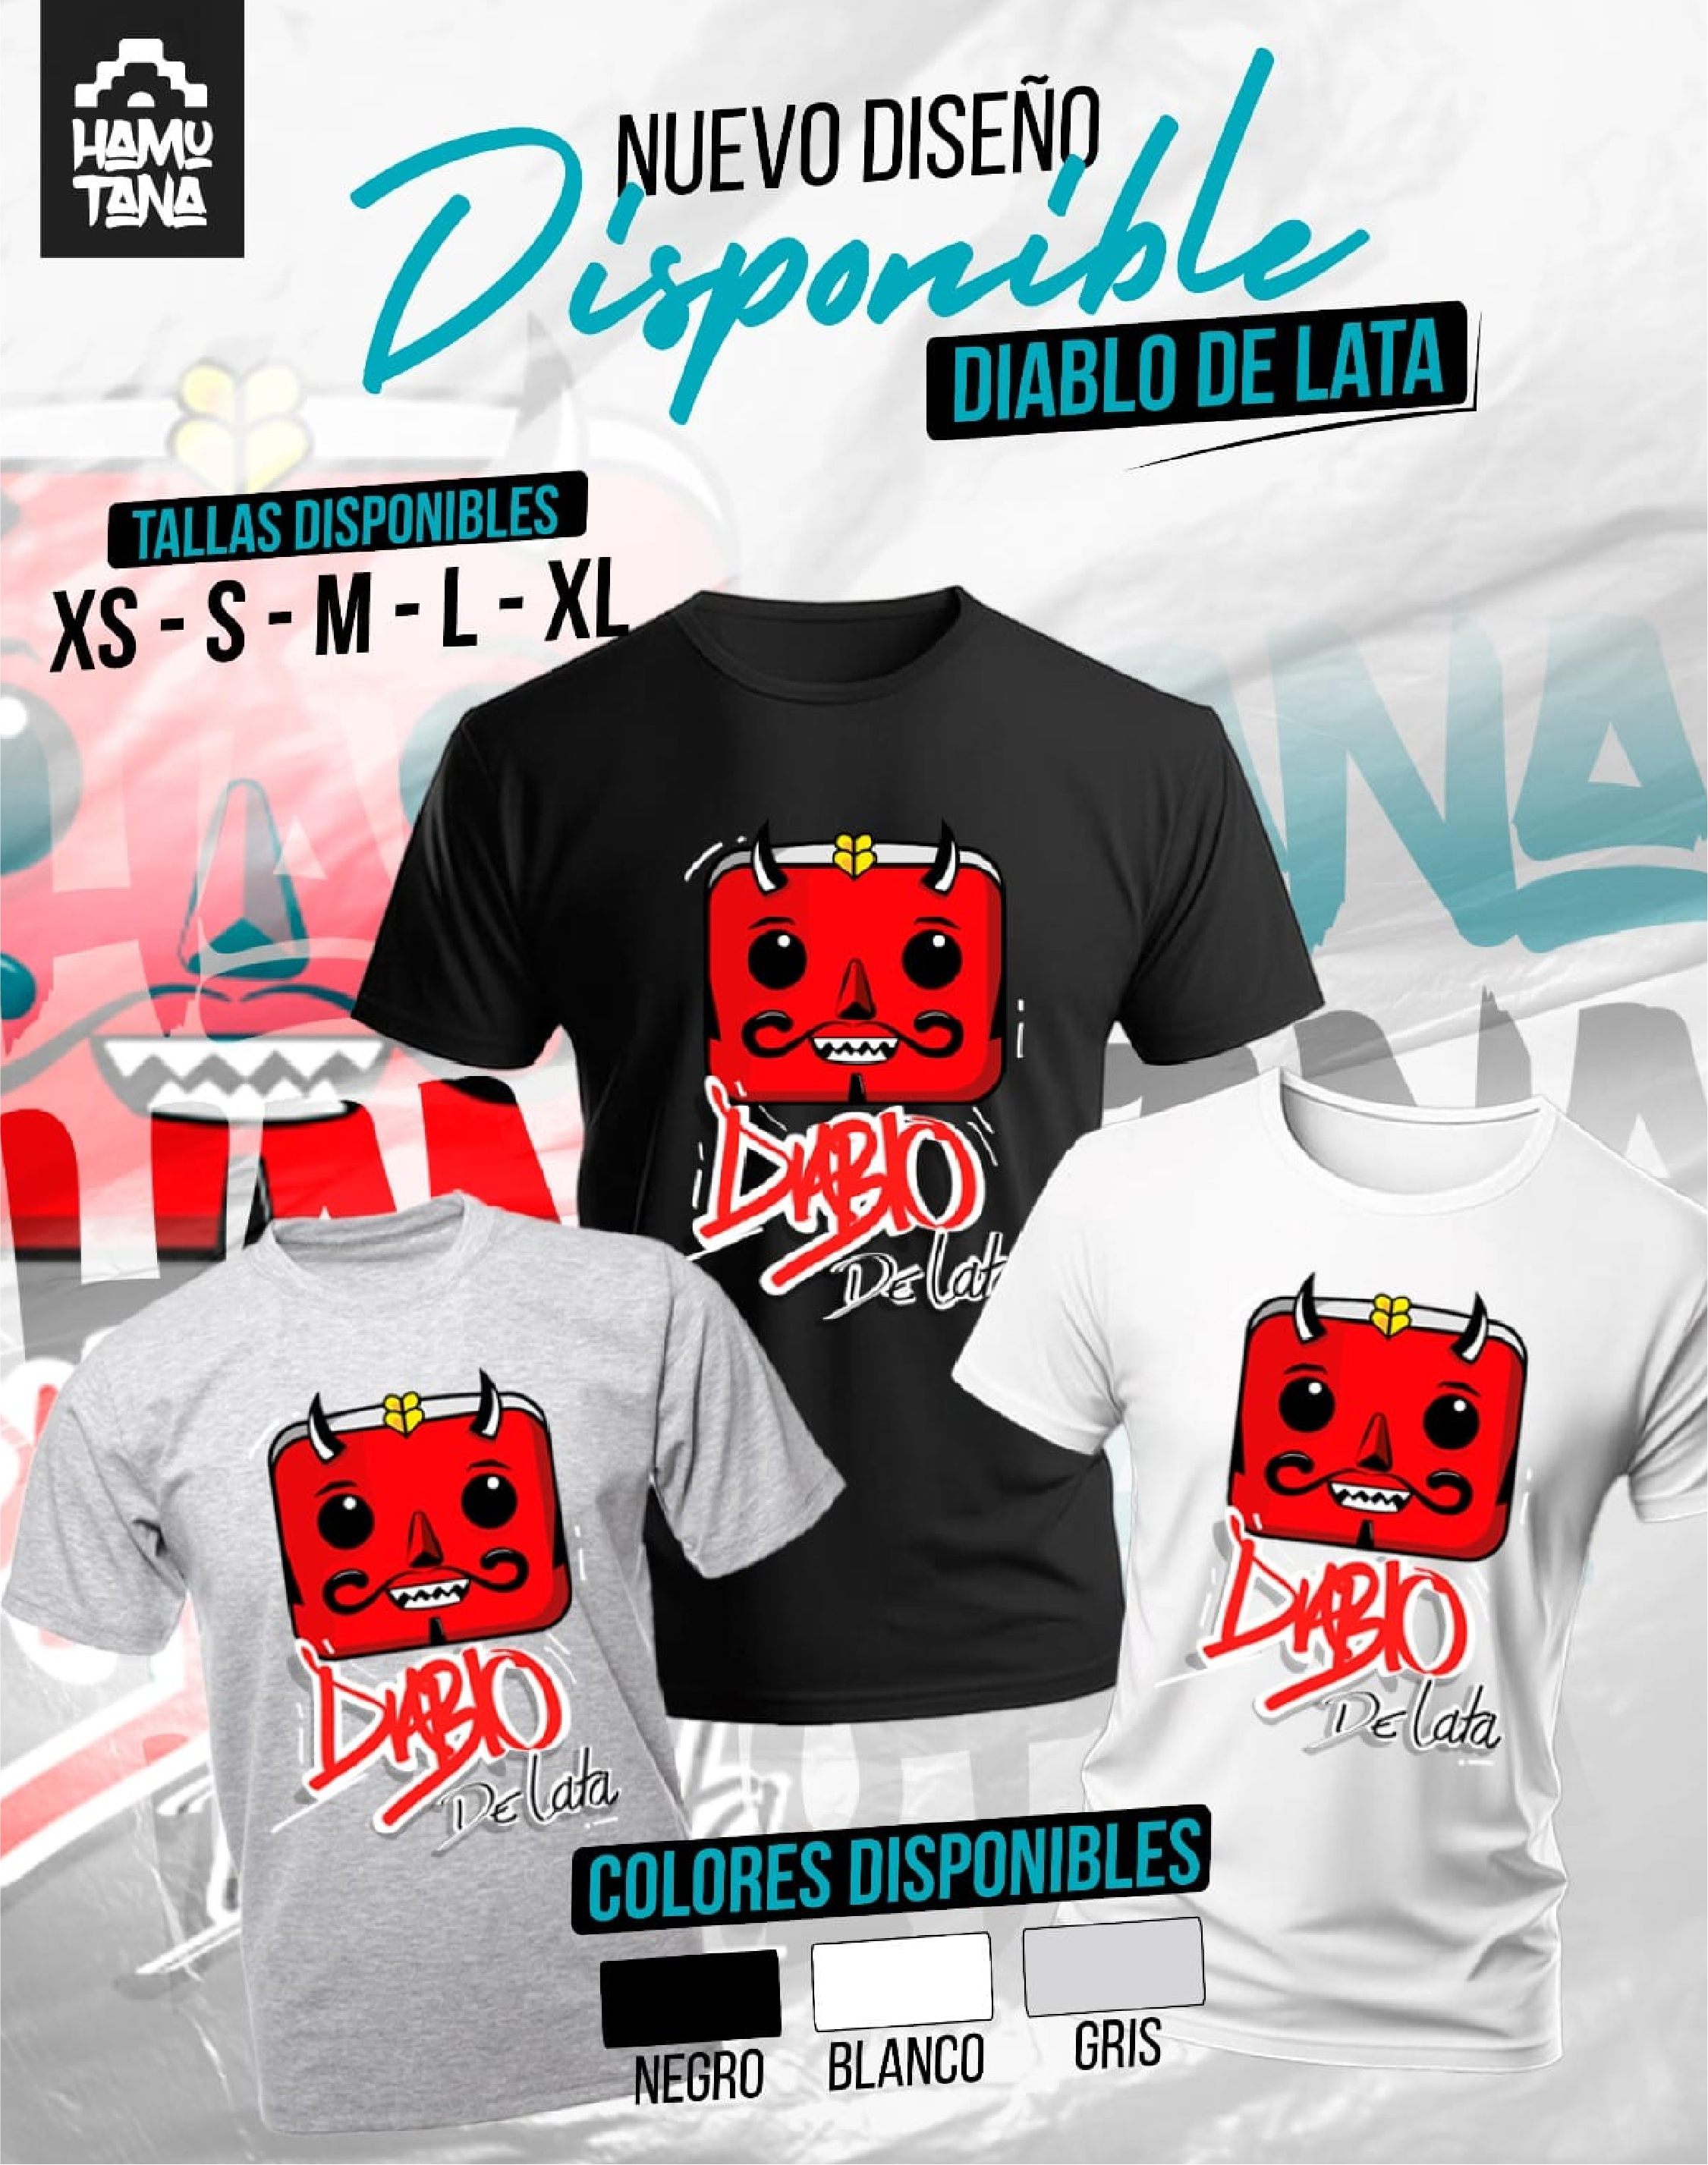 HAMU
TANA
NUEVO DISEÑO
Disponible
DIABLO DE LATA
TALLAS DISPONIBLES
XS - S - M - L - XL
DIABlO
De lata
DIABlO
De lata
DIABlO
De lata
COLORES DISPONIBLES
NEGRO
BLANCO
GRIS